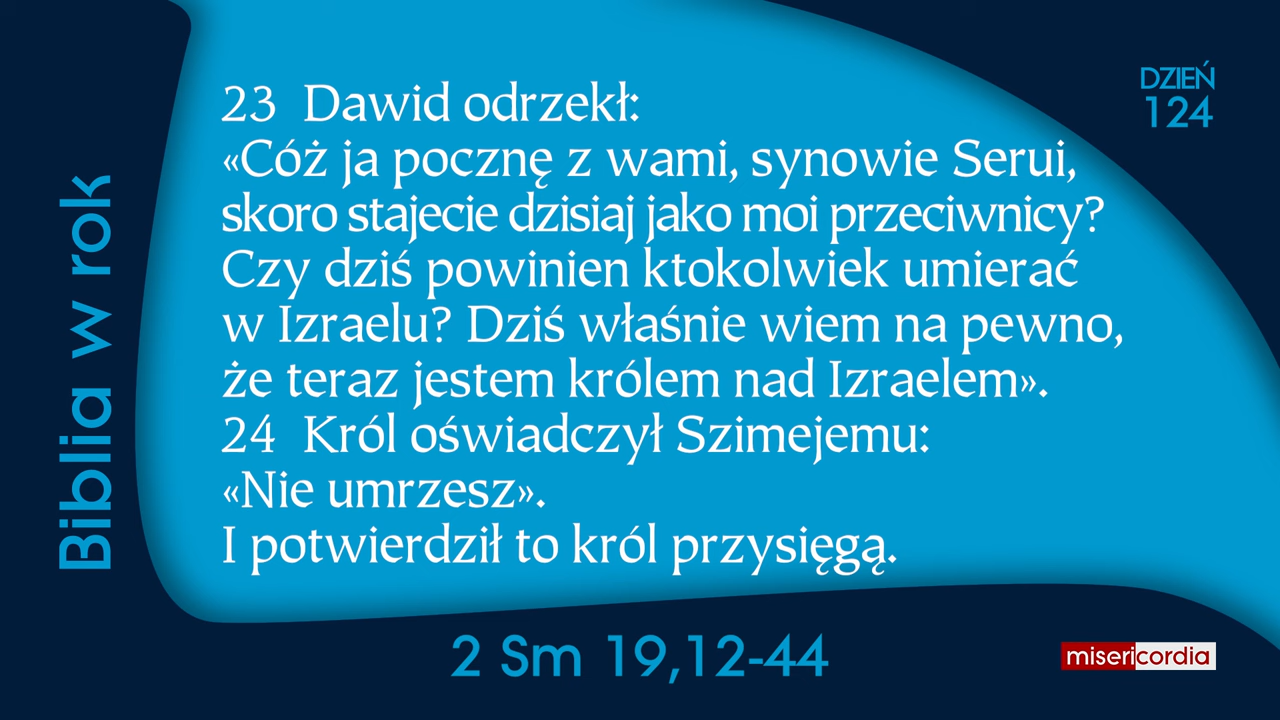 DZIEŃ
124
23 Dawid odrzekł:
«Cóż ja pocznę z wami, synowie Serui,
skoro stajecie dzisiaj jako moi przeciwnicy?
Czy dziś powinien ktokolwiek umierać
w Izraelu? Dziś właśnie wiem na pewno,
że teraz jestem królem nad Izraelem».
24 Król oświadczył Szimejemu:
«Nie umrzesz».
I potwierdził to król przysięgą.
Biblia w rok
2 Sm 19,12-44
misericordia